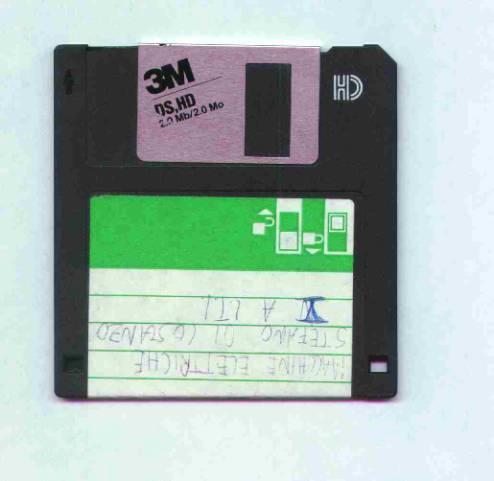 3M
DS,HD
2.0 Mb/2.0 Mo
HD
MACCHINE ELETTRICHE
STEFANO DI COSTANZO
V A I.T.I.